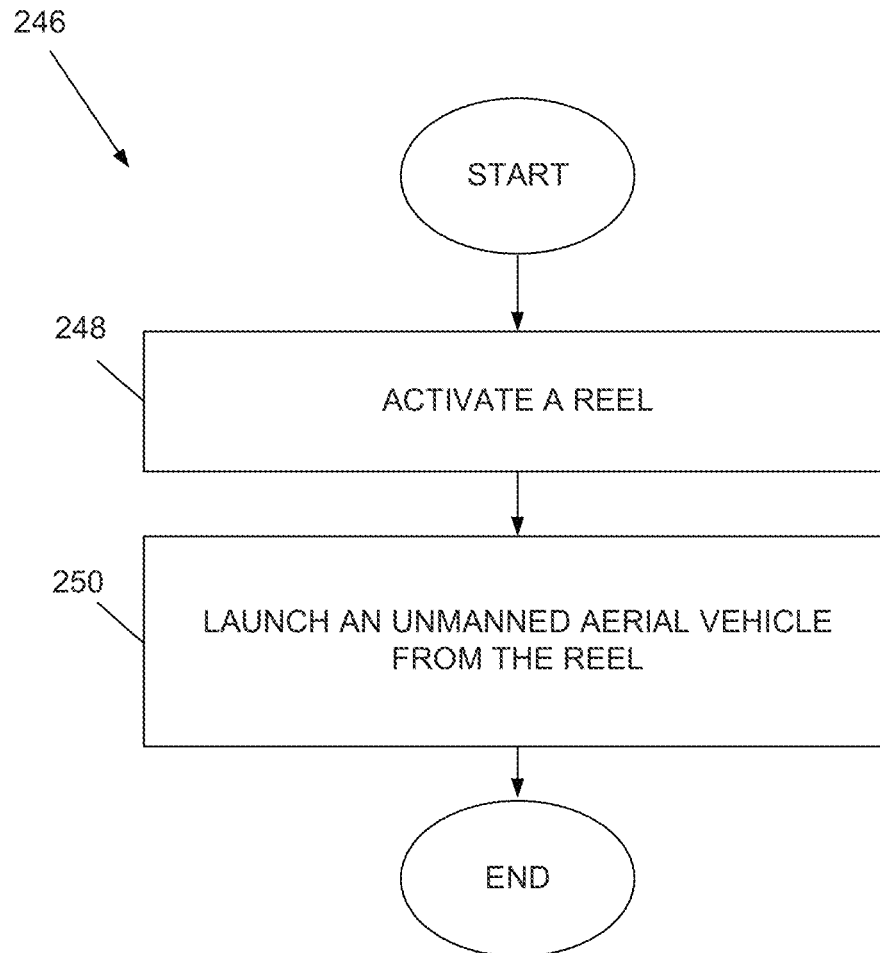 246
START
248
ACTIVATE A REEL
250
LAUNCH AN UNMANNED AERIAL VEHICLE
FROM THE REEL
END